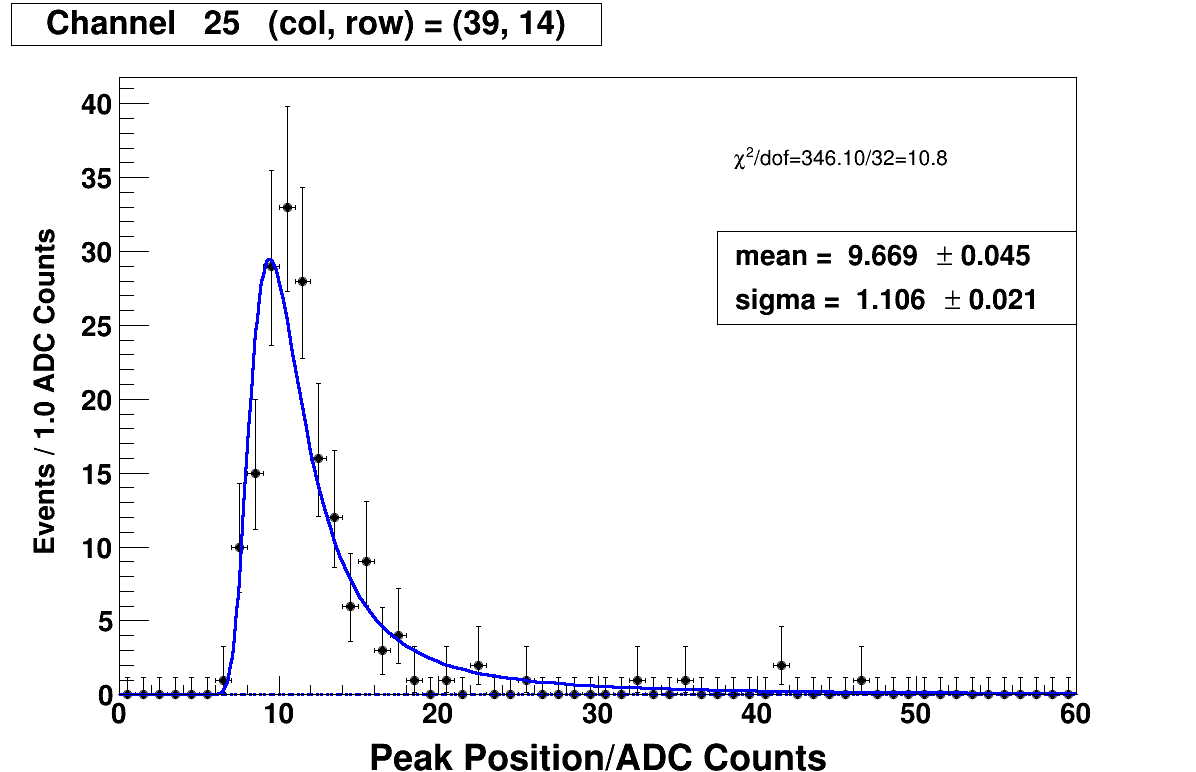 Channel 25 (col, row) = (39, 14)
χ²/dof=346.10/32=10.8
mean = 9.669 ± 0.045
sigma = 1.106 ± 0.021
Events / 1.0 ADC Counts
40
35
30
25
20
15
10
5
0
0 10 20 30 40 50 60
Peak Position/ADC Counts